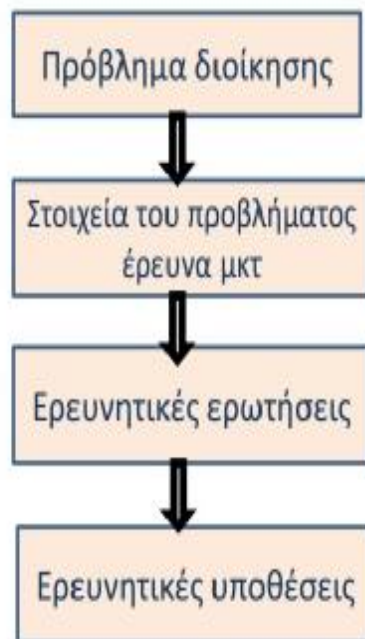 Πρόβλημα διοίκησης
Στοιχεία του προβλήματος
έρευνα μκτ
Ερευνητικές ερωτήσεις
Ερευνητικές υποθέσεις